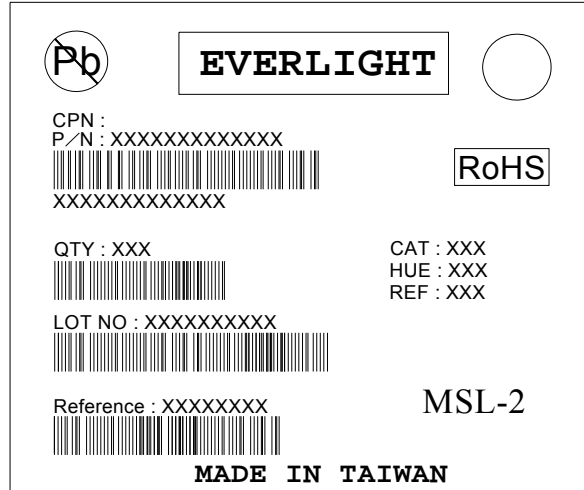 Pb
EVERLIGHT
CPN :
P/N : XXXXXXXXXXXXX
RoHS
XXXXXXXXXXXXX
QTY : XXX
CAT : XXX
HUE : XXX
REF : XXX
LOT NO : XXXXXXXXXX
Reference : XXXXXXXX
MSL-2
MADE IN TAIWAN